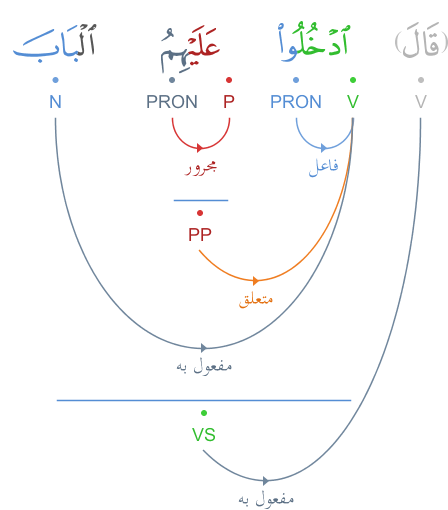 (قَالَ) ٱدْخُلُوا۟ عَلَيْهِمُ ٱلْبَابَ
V V PRON P PRON N
فاعل مجرور
PP
متعلق
مفعول به
VS
مفعول به